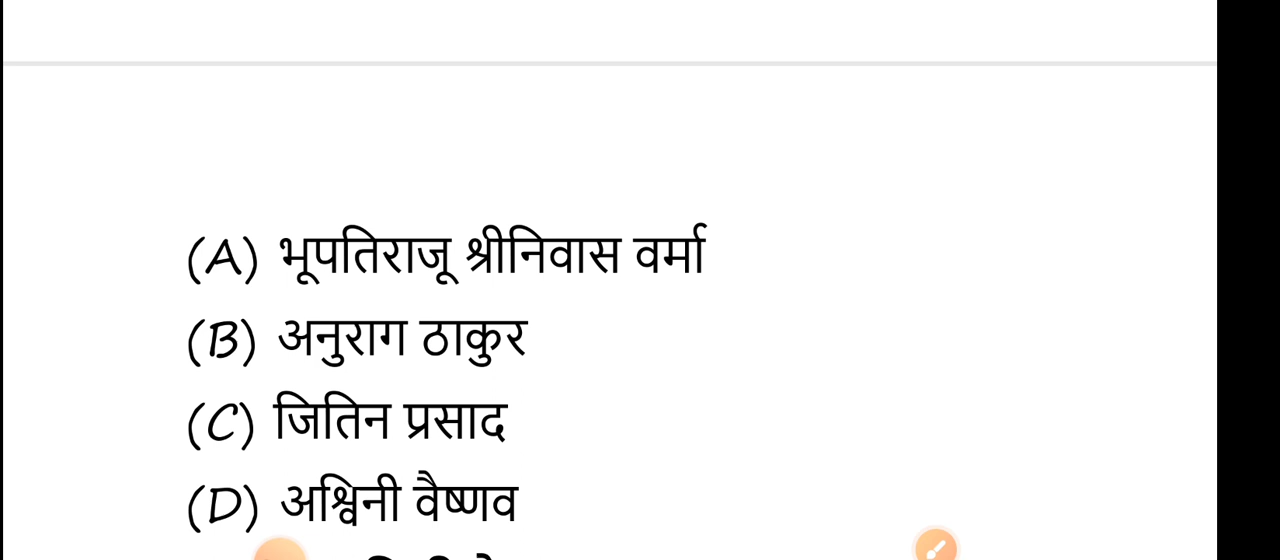 (A) भूपतिराजू श्रीनिवास वर्मा
(B) अनुराग ठाकुर
(C) जितिन प्रसाद
(D) अश्विनी वैष्णव